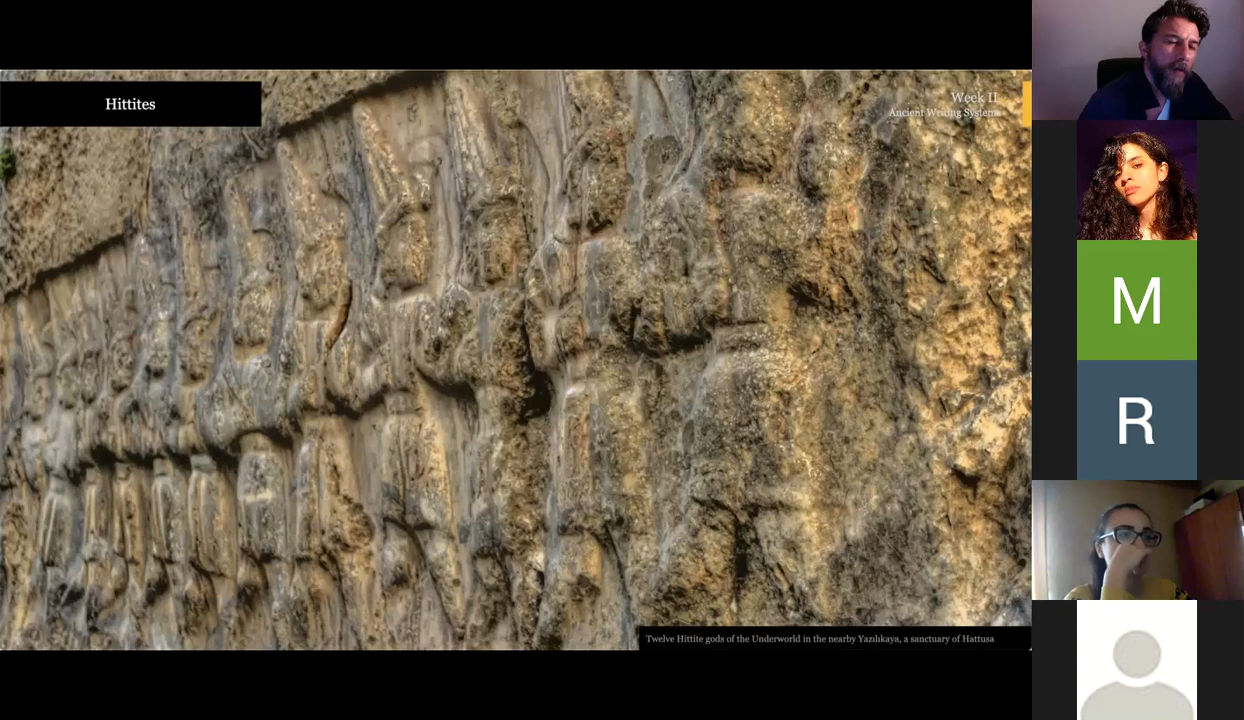 Hittites
Week II
Ancient Writing Systems
Twelve Hittite gods of the Underworld in the nearby Yazılıkaya, a sanctuary of Hattusa
M
R